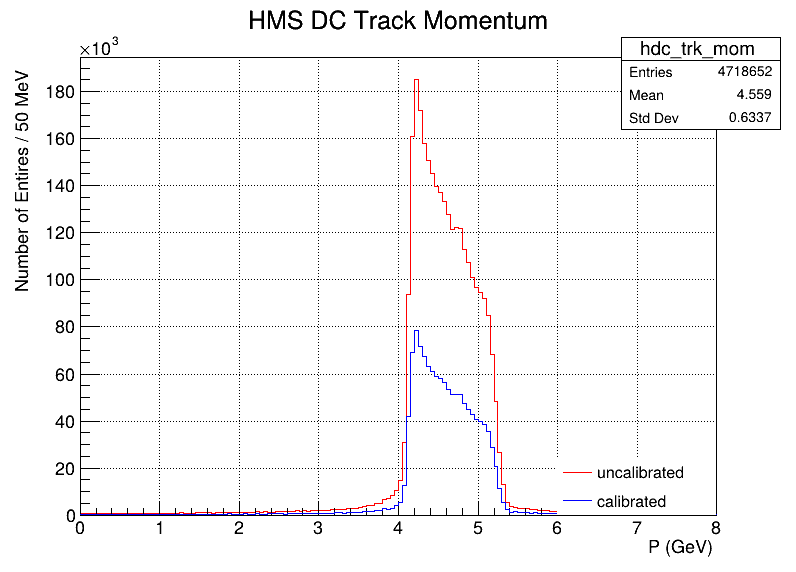 HMS DC Track Momentum
×10³
hdc_trk_mom
Entries 4718652
Mean 4.559
Std Dev 0.6337
Number of Entires / 50 MeV
180
160
140
120
100
80
60
40
20
0
uncalibrated
calibrated
0 1 2 3 4 5 6 7 8
P (GeV)